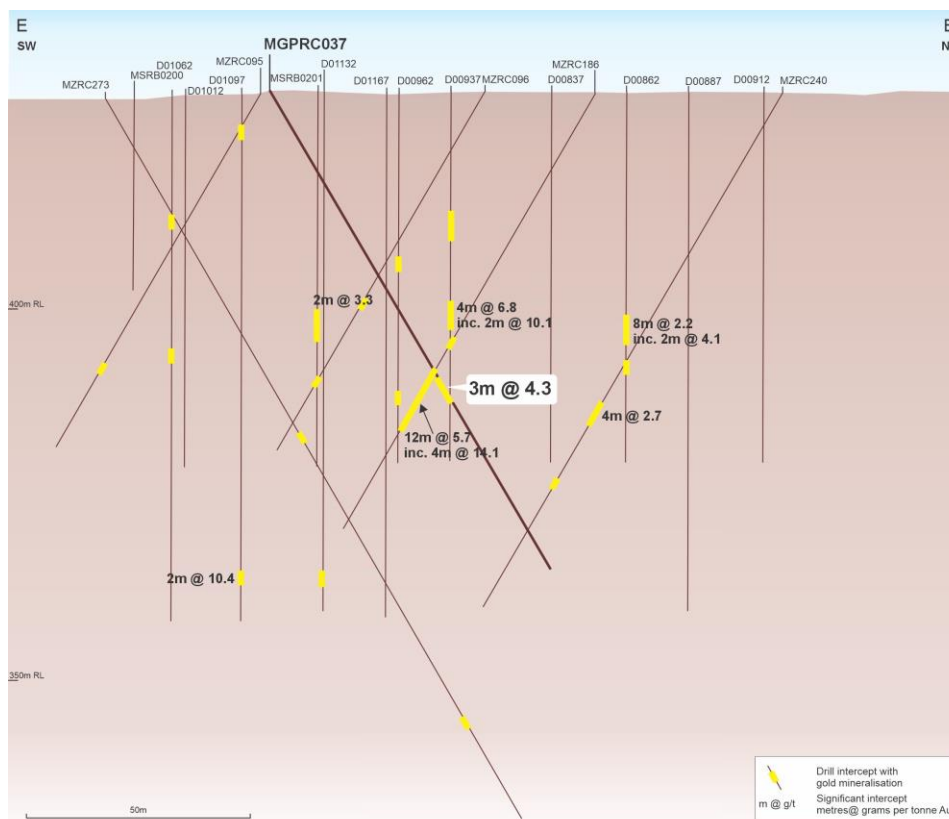 E
SW
E
N
MGPRC037
D01062
MSRB0200
MZRC273
D01012
D01097
MZRC095
MSRB0201
D01132
D01167
D00962
D00937
MZRC096
MZRC186
D00837
D00862
D00887
D00912
MZRC240
400m RL
2m @ 3.3
4m @ 6.8
inc. 2m @ 10.1
8m @ 2.2
inc. 2m @ 4.1
3m @ 4.3
4m @ 2.7
12m @ 5.7
inc. 4m @ 14.1
2m @ 10.4
350m RL
50m
Drill intercept with
gold mineralisation
m @ g/t
Significant intercept
metres@ grams per tonne Au